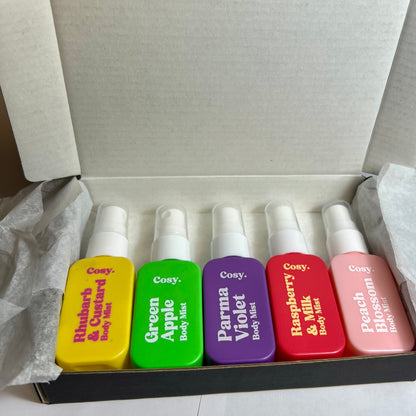 Cosy.
Rhubarb
& Custard
Body Mist
Cosy.
Green
Apple
Body Mist
Cosy.
Parma
Violet
Body Mist
Cosy.
Raspberry
& Milk
Body Mist
Cosy.
Peach
Blossom
Body Mist